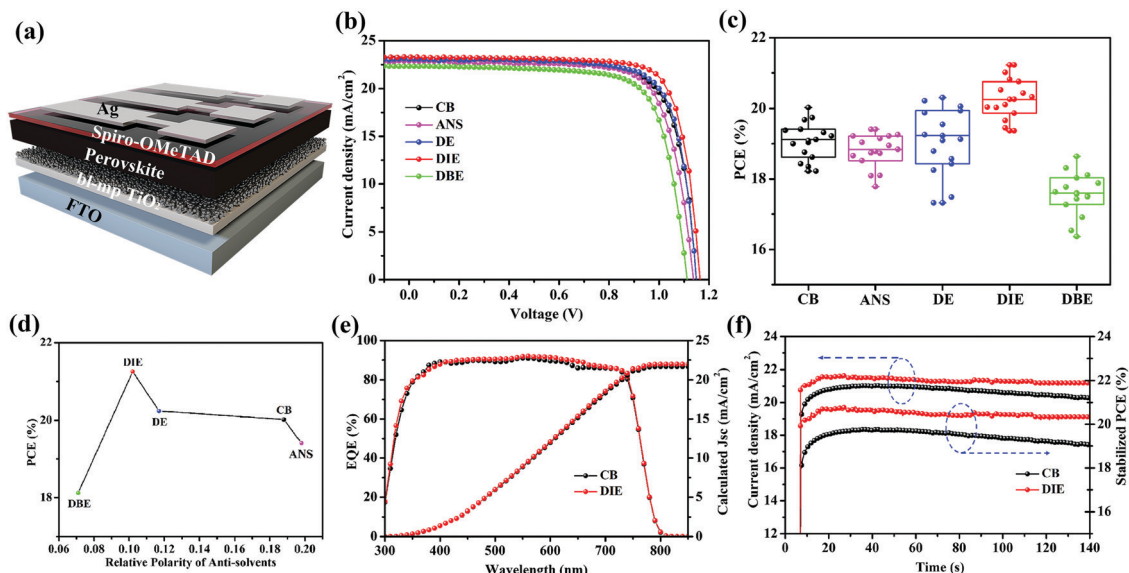 (a)
Ag
Spiro-OMeTAD
Perovskite
bl-mp TiO₂
FTO
(b)
Current density (mA/cm²)
25
20
15
10
5
0
CB
ANS
DE
DIE
DBE
0.0 0.2 0.4 0.6 0.8 1.0 1.2
Voltage (V)
(c)
PCE (%)
22
20
18
16
CB ANS DE DIE DBE
(d)
PCE (%)
22
20
18
DIE
DE
CB
ANS
DBE
0.06 0.08 0.10 0.12 0.14 0.16 0.18 0.20
Relative Polarity of Anti-solvents
(e)
EQE (%)
100
80
60
40
20
0
CB
DIE
Calculated Jsc (mA/cm²)
25
20
15
10
5
0
300 400 500 600 700 800
Wavelength (nm)
(f)
Current density (mA/cm²)
24
22
20
18
16
14
12
CB
DIE
Stabilized PCE (%)
24
22
20
18
16
0 20 40 60 80 100 120 140
Time (s)